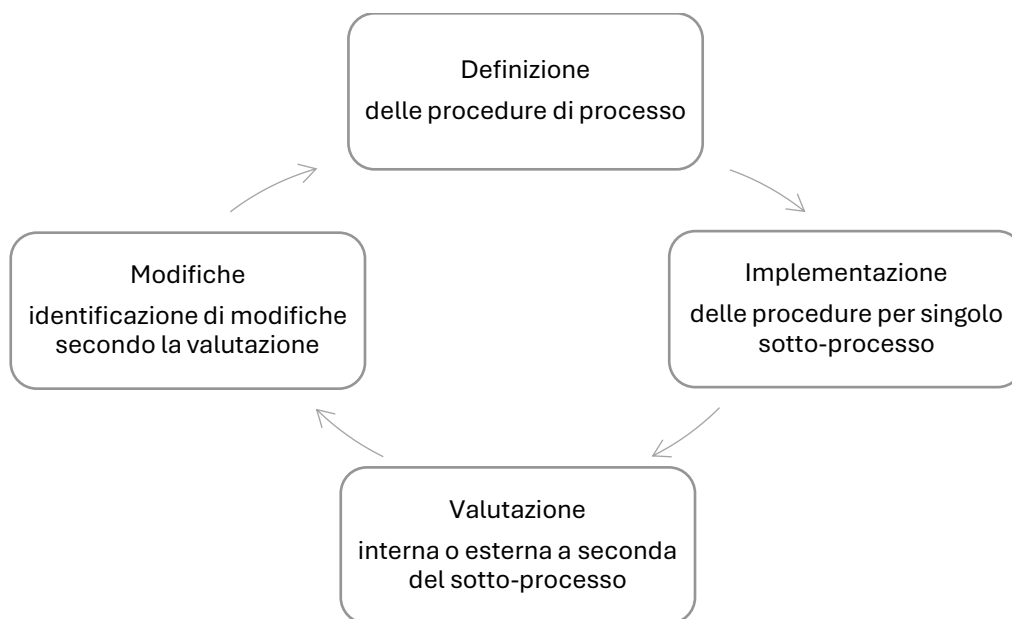 Definizione
delle procedure di processo
Modifiche
identificazione di modifiche
secondo la valutazione
Implementazione
delle procedure per singolo
sotto-processo
Valutazione
interna o esterna a seconda
del sotto-processo